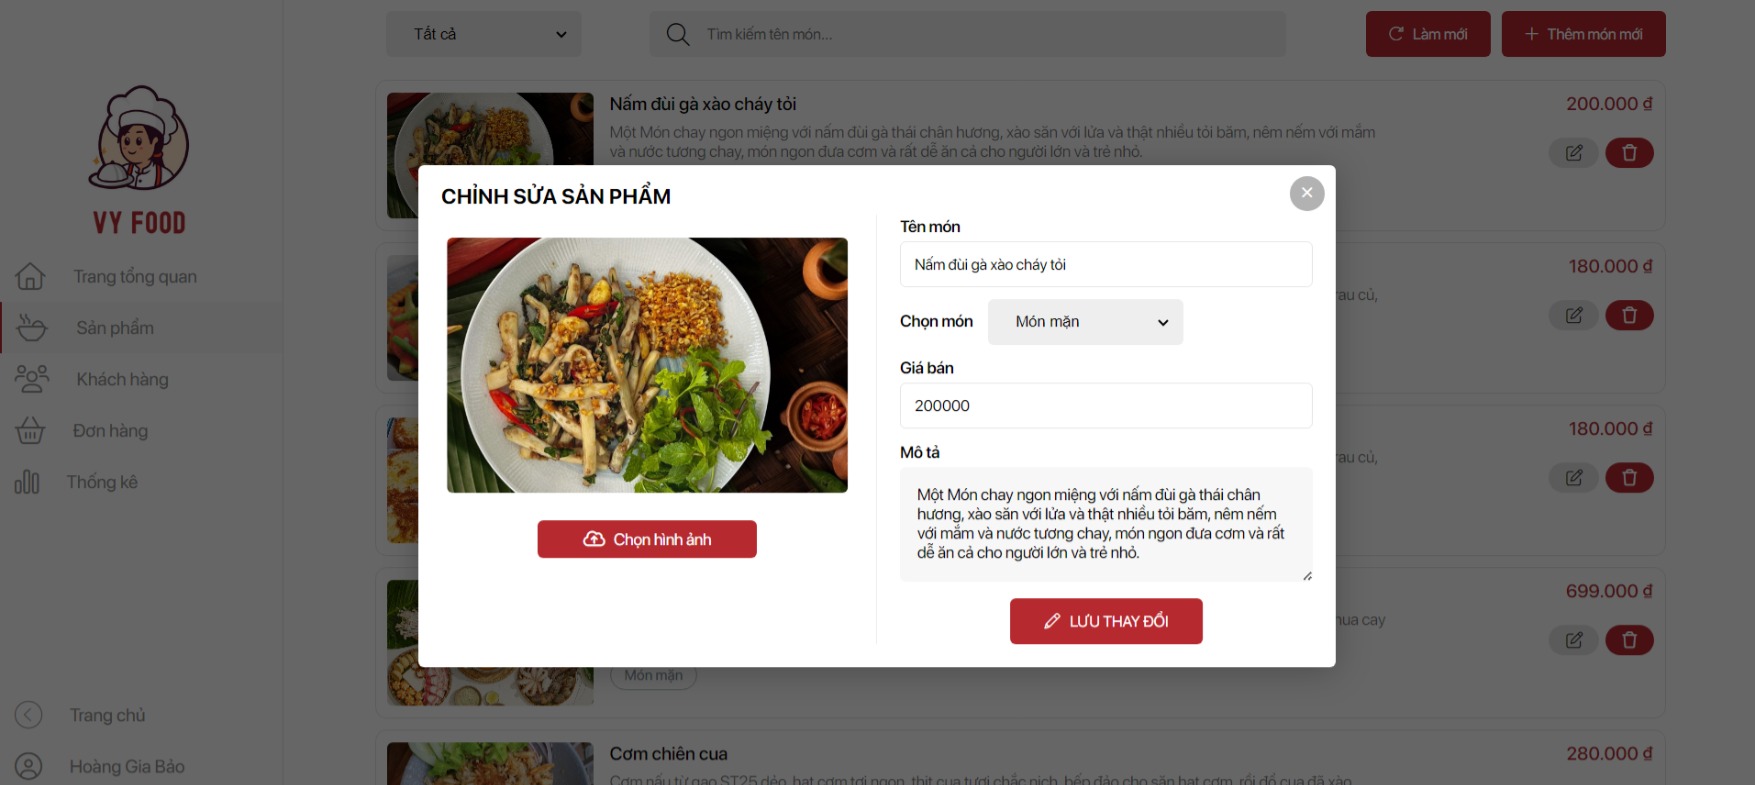 Tất cả
Tìm kiếm tên món...
Làm mới
Thêm món mới
VY FOOD
Trang tổng quan
Sản phẩm
Khách hàng
Đơn hàng
Thống kê
Trang chủ
Hoàng Gia Bảo
Nấm đùi gà xào cháy tỏi
200.000 ₫
Một Món chay ngon miệng với nấm đùi gà thái chân hương, xào săn với lửa và thật nhiều tỏi băm, nêm nếm với mắm
và nước tương chay, món ngon đưa cơm và rất dễ ăn cả cho người lớn và trẻ nhỏ.
180.000 ₫
rau củ,
180.000 ₫
rau củ,
699.000 ₫
cay
Món mặn
Cơm chiên cua
280.000 ₫
Cơm nấu từ gạo ST25 dẻo, hạt cơm tơi ngon, thịt cua tươi chắc nịch, bếp đảo cho săn hạt cơm, rồi đổ cua đã xào
CHỈNH SỬA SẢN PHẨM
Chọn hình ảnh
Tên món
Nấm đùi gà xào cháy tỏi
Chọn món
Món mặn
Giá bán
200000
Mô tả
Một Món chay ngon miệng với nấm đùi gà thái chân
hương, xào săn với lửa và thật nhiều tỏi băm, nêm nếm
với mắm và nước tương chay, món ngon đưa cơm và rất
dễ ăn cả cho người lớn và trẻ nhỏ.
LƯU THAY ĐỔI